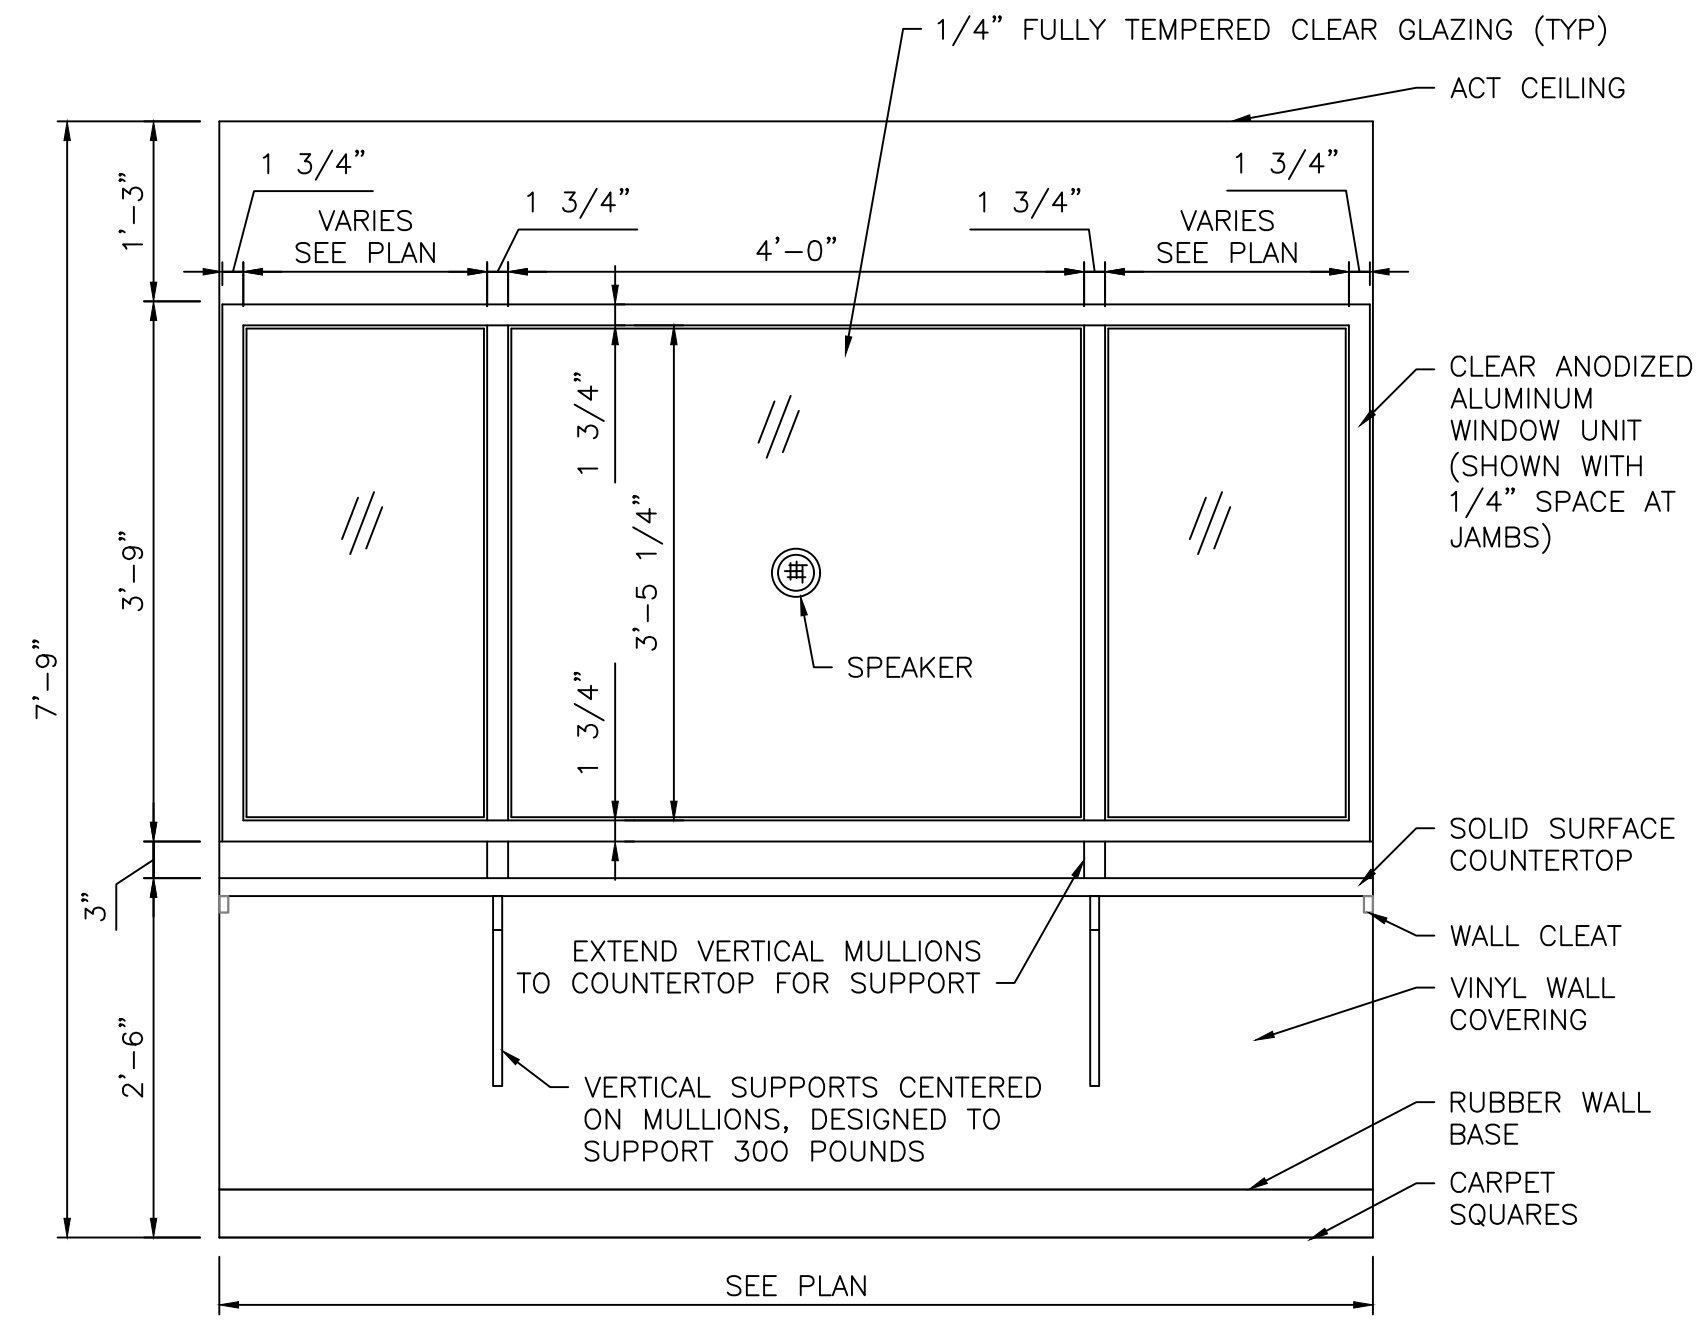 1/4" FULLY TEMPERED CLEAR GLAZING (TYP)
ACT CEILING
1 3/4"
1 3/4"
1 3/4"
1 3/4"
VARIES
SEE PLAN
4'-0"
VARIES
SEE PLAN
1'-3"
3'-9"
7'-9"
3"
2'-6"
1 3/4"
3'-5 1/4"
1 3/4"
SPEAKER
CLEAR ANODIZED
ALUMINUM
WINDOW UNIT
(SHOWN WITH
1/4" SPACE AT
JAMBS)
SOLID SURFACE
COUNTERTOP
WALL CLEAT
EXTEND VERTICAL MULLIONS
TO COUNTERTOP FOR SUPPORT
VINYL WALL
COVERING
VERTICAL SUPPORTS CENTERED
ON MULLIONS, DESIGNED TO
SUPPORT 300 POUNDS
RUBBER WALL
BASE
CARPET
SQUARES
SEE PLAN